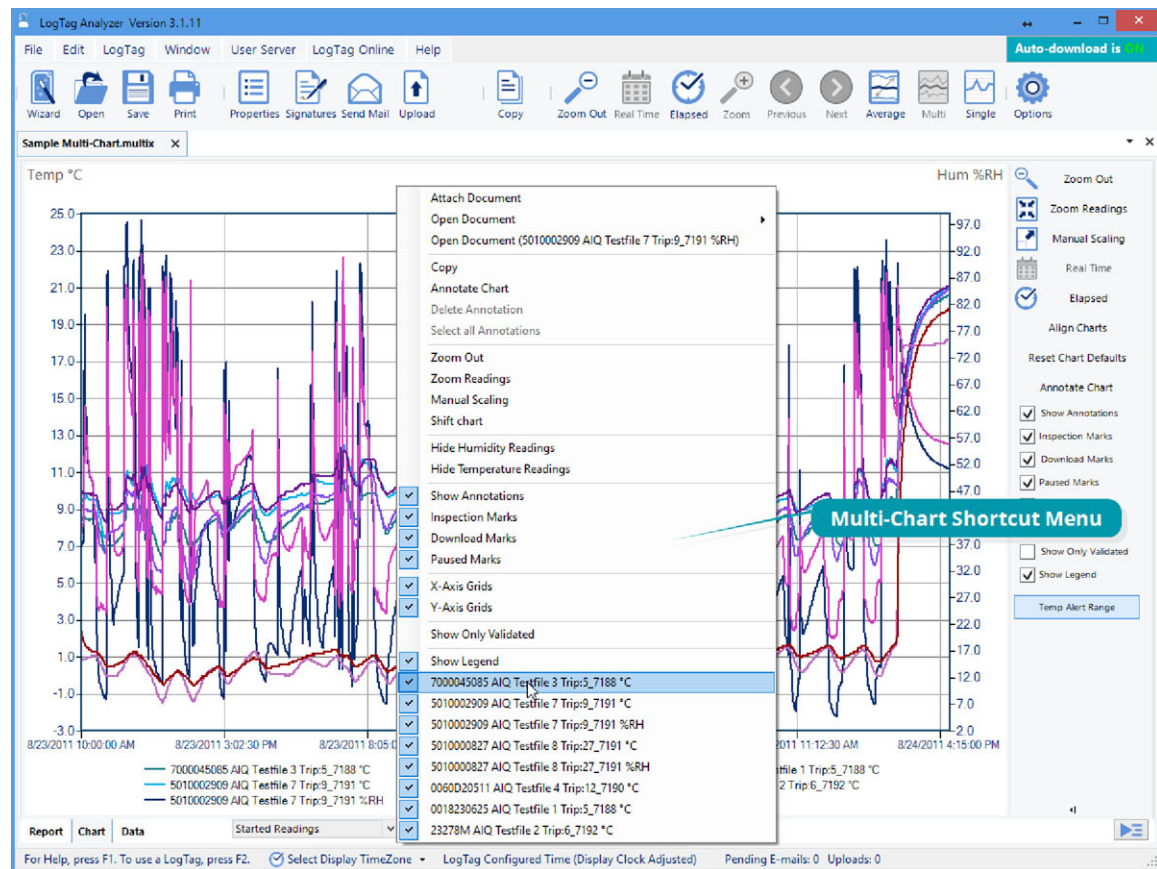 LogTag Analyzer Version 3.1.11
File Edit LogTag Window User Server LogTag Online Help
Auto-download is ON
Wizard Open Save Print Properties Signatures Send Mail Upload Copy Zoom Out Real Time Elapsed Zoom Previous Next Average Multi Single Options
Sample Multi-Chart.multix X
Temp °C
Hum %RH
25.0
23.0
21.0
19.0
17.0
15.0
13.0
11.0
9.0
7.0
5.0
3.0
1.0
-1.0
-3.0
Attach Document
Open Document
Open Document (5010002909 AIQ Testfile 7 Trip:9_7191 %RH)
Copy
Annotate Chart
Delete Annotation
Select all Annotations
Zoom Out
Zoom Readings
Manual Scaling
Shift chart
Hide Humidity Readings
Hide Temperature Readings
Show Annotations
Inspection Marks
Download Marks
Paused Marks
X-Axis Grids
Y-Axis Grids
Show Only Validated
Show Legend
7000045085 AIQ Testfile 3 Trip:5_7188 °C
5010002909 AIQ Testfile 7 Trip:9_7191 °C
5010002909 AIQ Testfile 7 Trip:9_7191 %RH
5010000827 AIQ Testfile 8 Trip:27_7191 °C
5010000827 AIQ Testfile 8 Trip:27_7191 %RH
0060D20511 AIQ Testfile 4 Trip:12_7190 °C
0018230625 AIQ Testfile 1 Trip:5_7188 °C
23278M AIQ Testfile 2 Trip:6_7192 °C
97.0
92.0
87.0
82.0
77.0
72.0
67.0
62.0
57.0
52.0
47.0
37.0
32.0
27.0
22.0
17.0
12.0
7.0
2.0
Multi-Chart Shortcut Menu
Zoom Out
Zoom Readings
Manual Scaling
Real Time
Elapsed
Align Charts
Reset Chart Defaults
Annotate Chart
Show Annotations
Inspection Marks
Download Marks
Paused Marks
Show Only Validated
Show Legend
Temp Alert Range
8/23/2011 10:00:00 AM 8/23/2011 3:02:30 PM 8/23/2011 8:05:0 2011 11:12:30 AM 8/24/2011 4:15:00 PM
7000045085 AIQ Testfile 3 Trip:5_7188 °C
5010002909 AIQ Testfile 7 Trip:9_7191 °C
5010002909 AIQ Testfile 7 Trip:9_7191 %RH
tfile 1 Trip:5_7188 °C
2 Trip:6_7192 °C
Report Chart Data Started Readings
For Help, press F1. To use a LogTag, press F2. Select Display TimeZone LogTag Configured Time (Display Clock Adjusted) Pending E-mails: 0 Uploads: 0